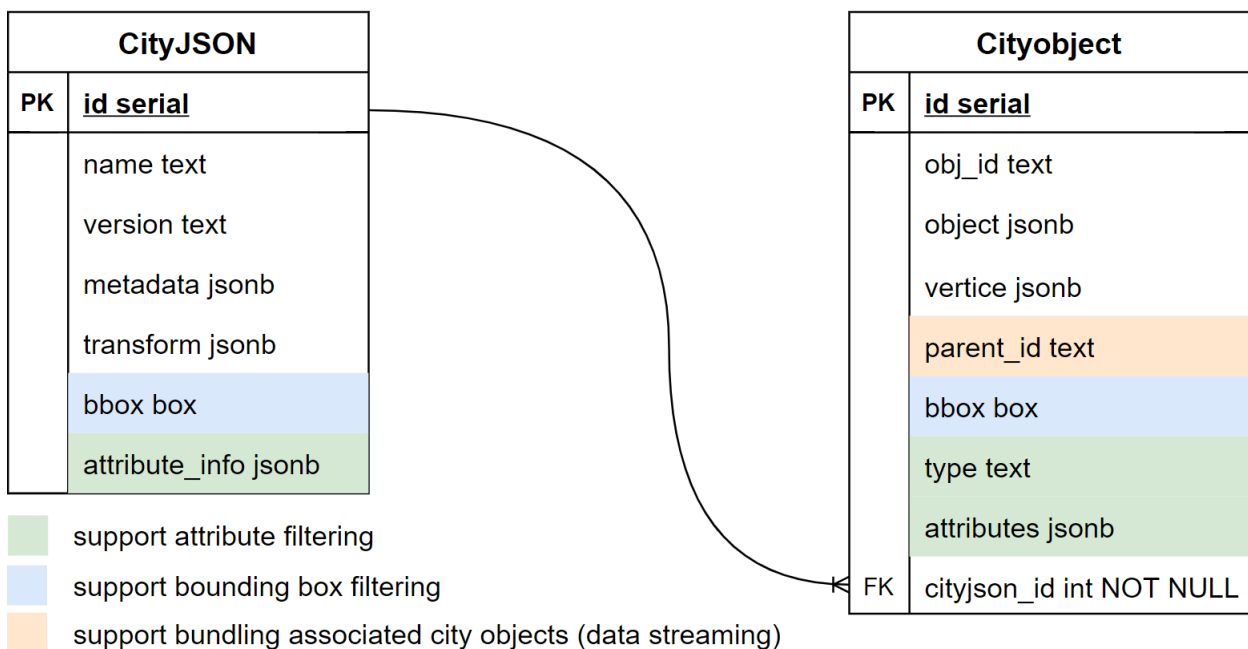 CityJSON
PK id serial
name text
version text
metadata jsonb
transform jsonb
bbox box
attribute_info jsonb
support attribute filtering
support bounding box filtering
support bundling associated city objects (data streaming)
Cityobject
PK id serial
obj_id text
object jsonb
vertice jsonb
parent_id text
bbox box
type text
attributes jsonb
FK cityjson_id int NOT NULL